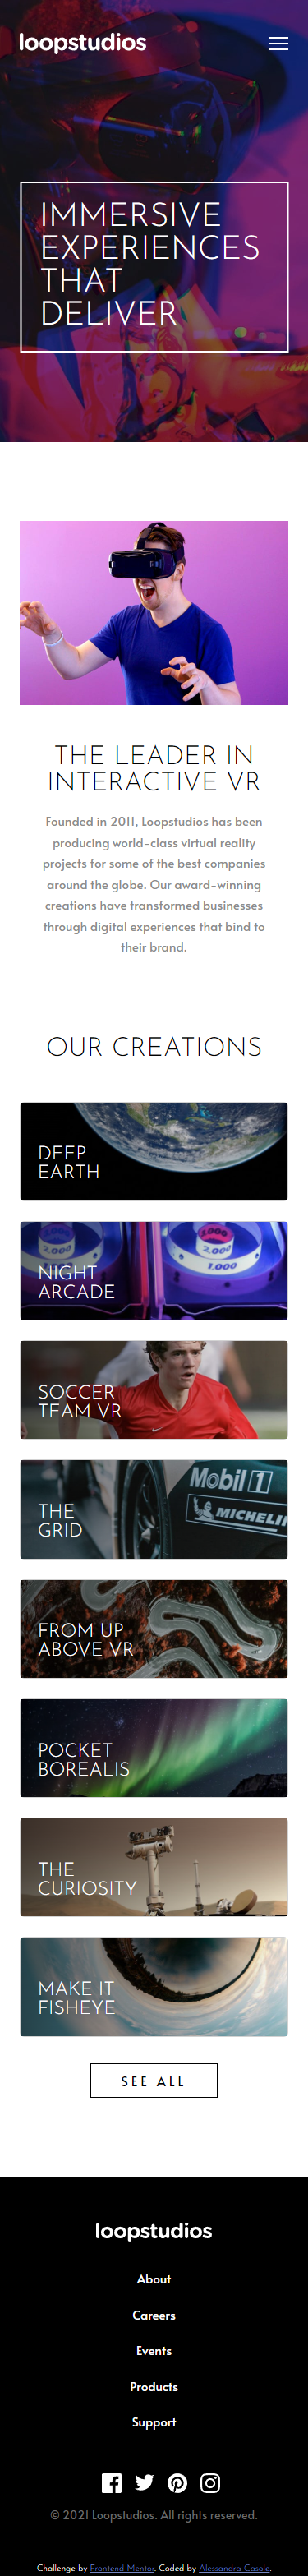 loopstudios
IMMERSIVE
EXPERIENCES
THAT
DELIVER
THE LEADER IN
INTERACTIVE VR
Founded in 2011, Loopstudios has been
producing world-class virtual reality
projects for some of the best companies
around the globe. Our award-winning
creations have transformed businesses
through digital experiences that bind to
their brand.
OUR CREATIONS
DEEP
EARTH
3,000
3,000
2,000
2,000
1,000
NIGHT
ARCADE
SOCCER
TEAM VR
Mobil 1
MICHELIN
THE
GRID
FROM UP
ABOVE VR
POCKET
BOREALIS
THE
CURIOSITY
MAKE IT
FISHEYE
SEE ALL
loopstudios
About
Careers
Events
Products
Support
© 2021 Loopstudios. All rights reserved.
Challenge by Frontend Mentor. Coded by Alessandra Casole.